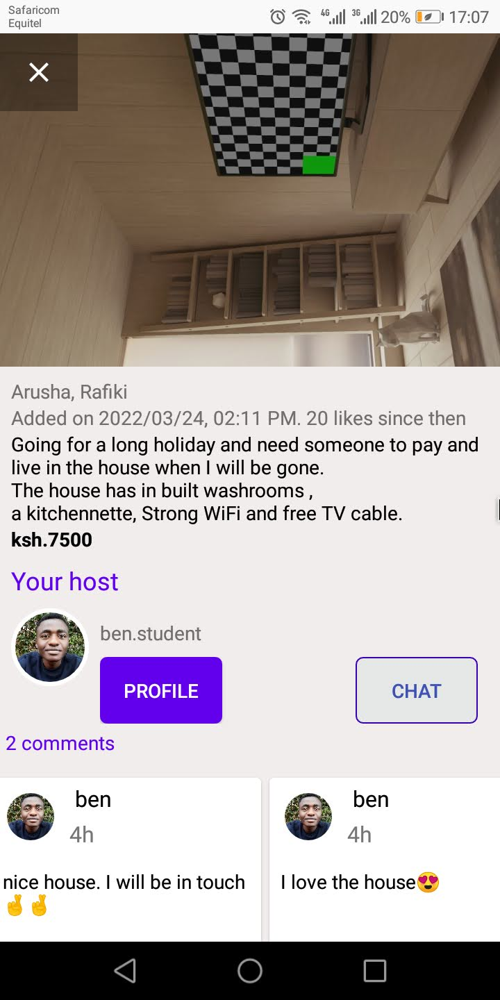 Safaricom
Equitel
4G 3G 20% 17:07
Arusha, Rafiki
Added on 2022/03/24, 02:11 PM. 20 likes since then
Going for a long holiday and need someone to pay and
live in the house when I will be gone.
The house has in built washrooms ,
a kitchennette, Strong WiFi and free TV cable.
ksh.7500
Your host
ben.student
PROFILE CHAT
2 comments
ben ben
4h 4h
nice house. I will be in touch I love the house😍
🤞🤞